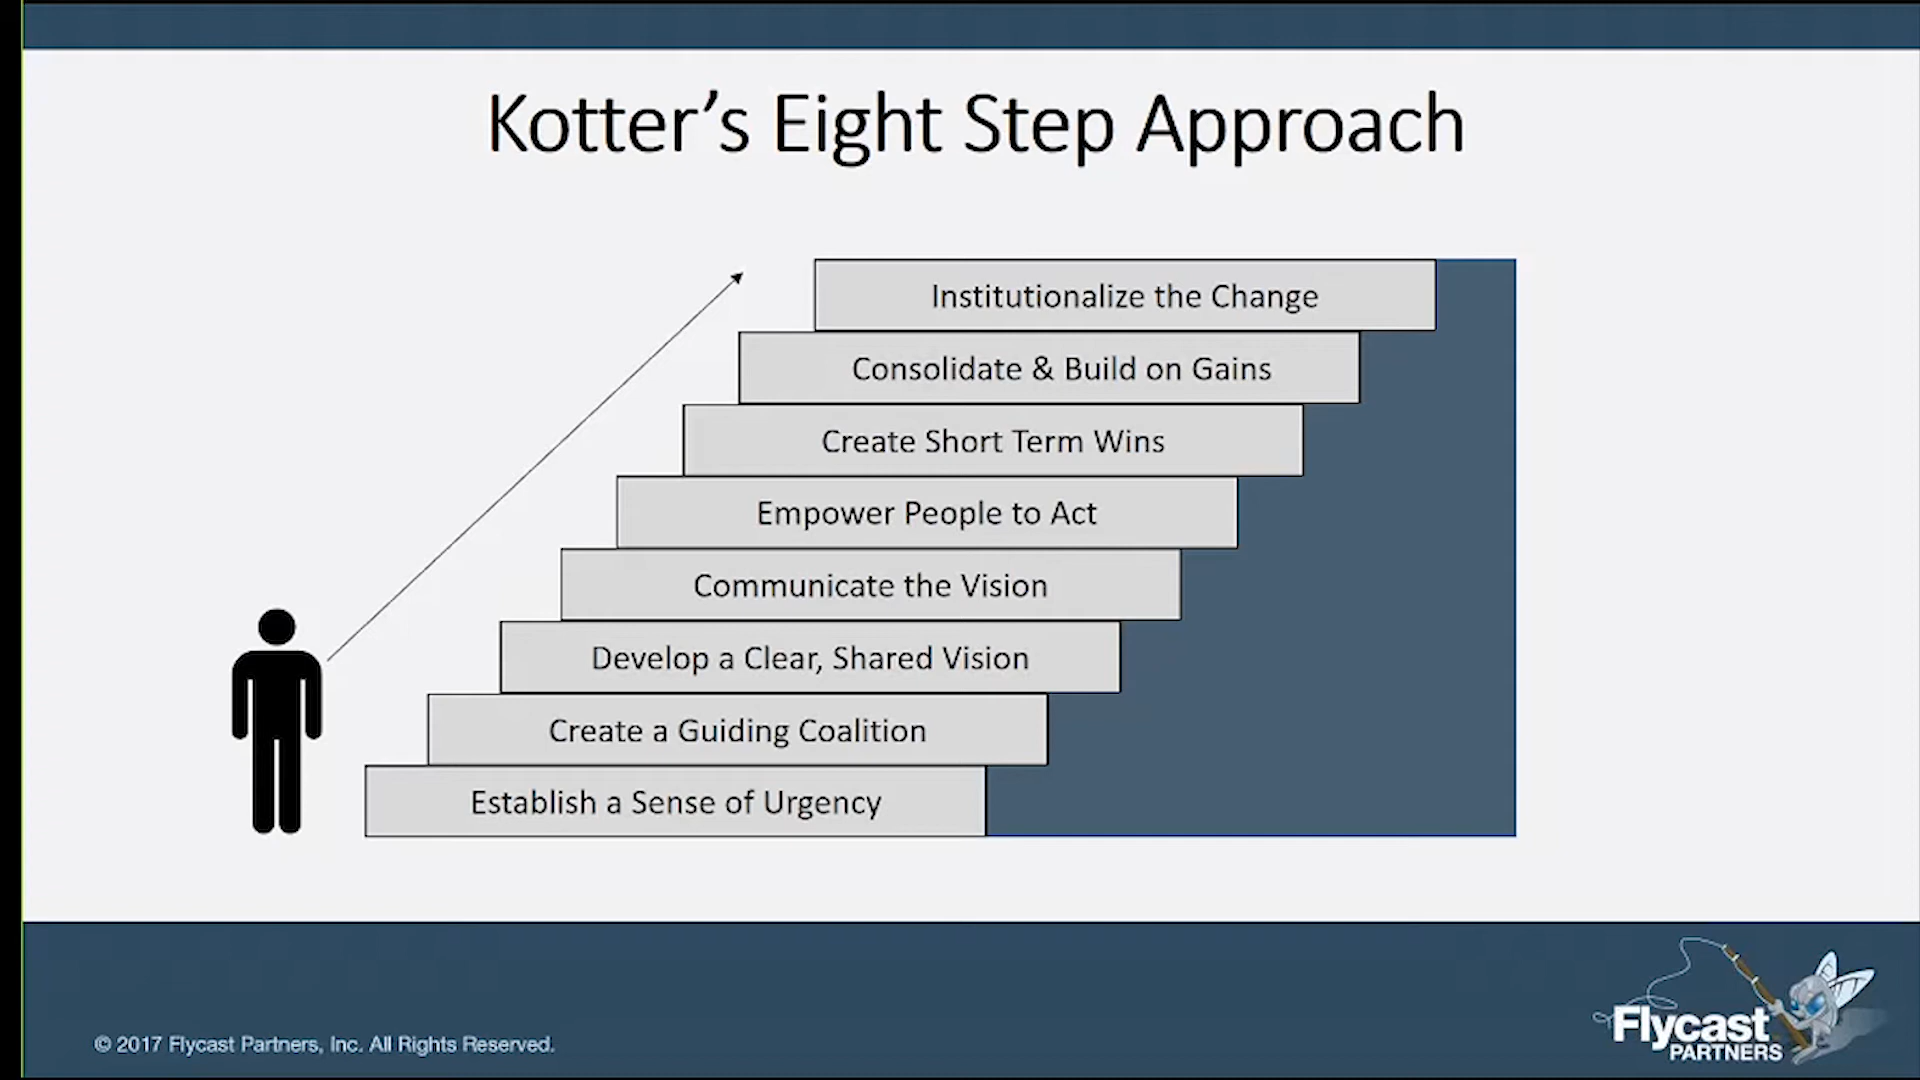 Kotter’s Eight Step Approach
Institutionalize the Change
Consolidate & Build on Gains
Create Short Term Wins
Empower People to Act
Communicate the Vision
Develop a Clear, Shared Vision
Create a Guiding Coalition
Establish a Sense of Urgency
© 2017 Flycast Partners, Inc. All Rights Reserved.
Flycast
PARTNERS